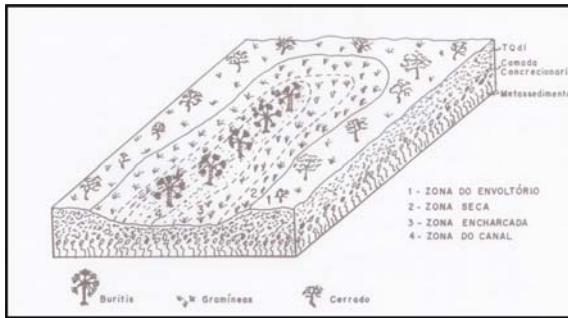 TQdl
Camada
Concrecionári
Metassedimento
1 - ZONA DO ENVOLTÓRIO
2 - ZONA SECA
3 - ZONA ENCHARCADA
4 - ZONA DO CANAL
Buritis
Gramíneas
Cerrado